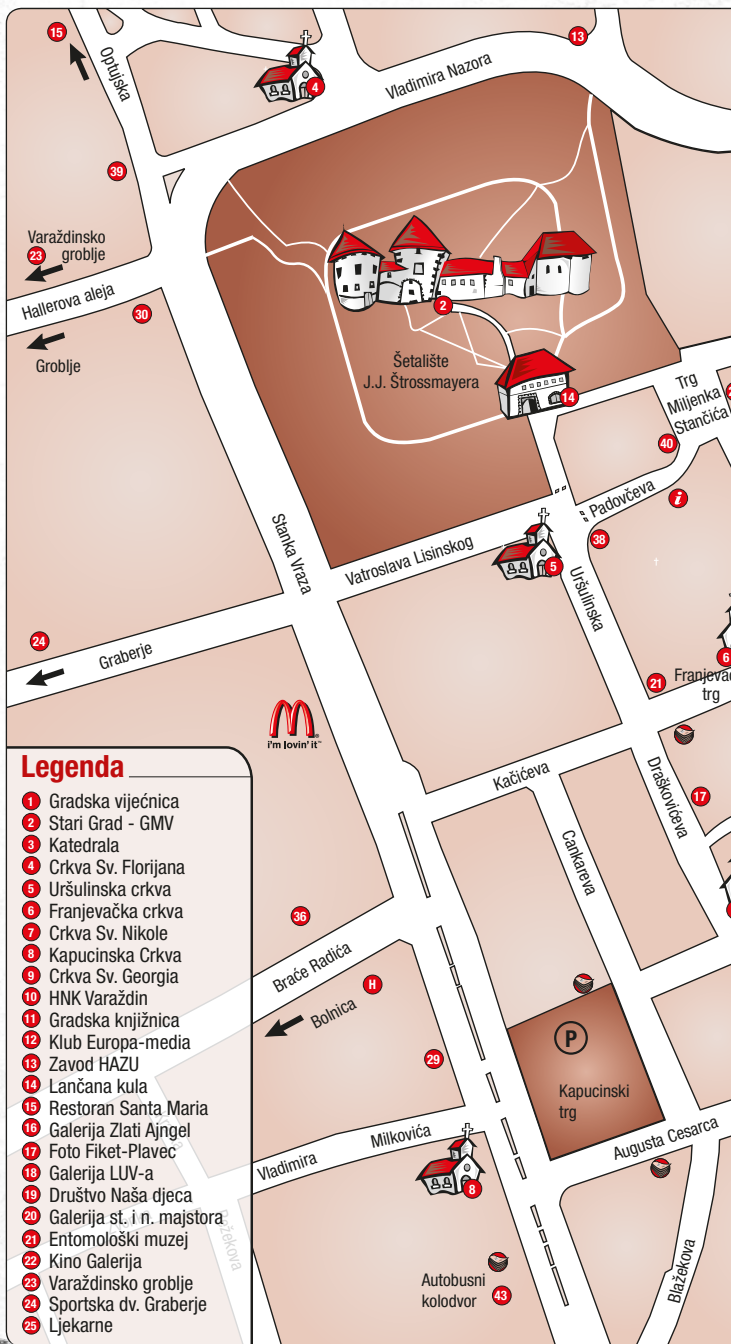 15
Optujska
4
Vladimira Nazora
13
39
Varaždinsko
groblje
23
Hallerova aleja
30
Groblje
2
Šetalište
J.J. Štrossmayera
14
Trg
Miljenka
Stančića
40
i
Padovčeva
38
Stanka Vraza
Vatroslava Lisinskog
5
Uršulinska
24
Graberje
6
21
trg
i'm lovin' it™
Kačićeva
Draškovićeva
17
Cankareva
36
Braće Radića
H
Bolnica
29
P
Kapucinski
trg
Augusta Cesarca
Vladimira Milkovića
8
Autobusni
kolodvor
43
Blažekova
Legenda
1 Gradska vijećnica
2 Stari Grad - GMV
3 Katedrala
4 Crkva Sv. Florijana
5 Uršulinska crkva
6 Franjevačka crkva
7 Crkva Sv. Nikole
8 Kapucinska Crkva
9 Crkva Sv. Georgia
10 HNK Varaždin
11 Gradska knjižnica
12 Klub Europa-media
13 Zavod HAZU
14 Lančana kula
15 Restoran Santa Maria
16 Galerija Zlati Ajngel
17 Foto Fiket-Plavec
18 Galerija LUV-a
19 Društvo Naša djeca
20 Galerija st. i n. majstora
21 Entomološki muzej
22 Kino Galerija
23 Varaždinsko groblje
24 Sportska dv. Graberje
25 Ljekarne